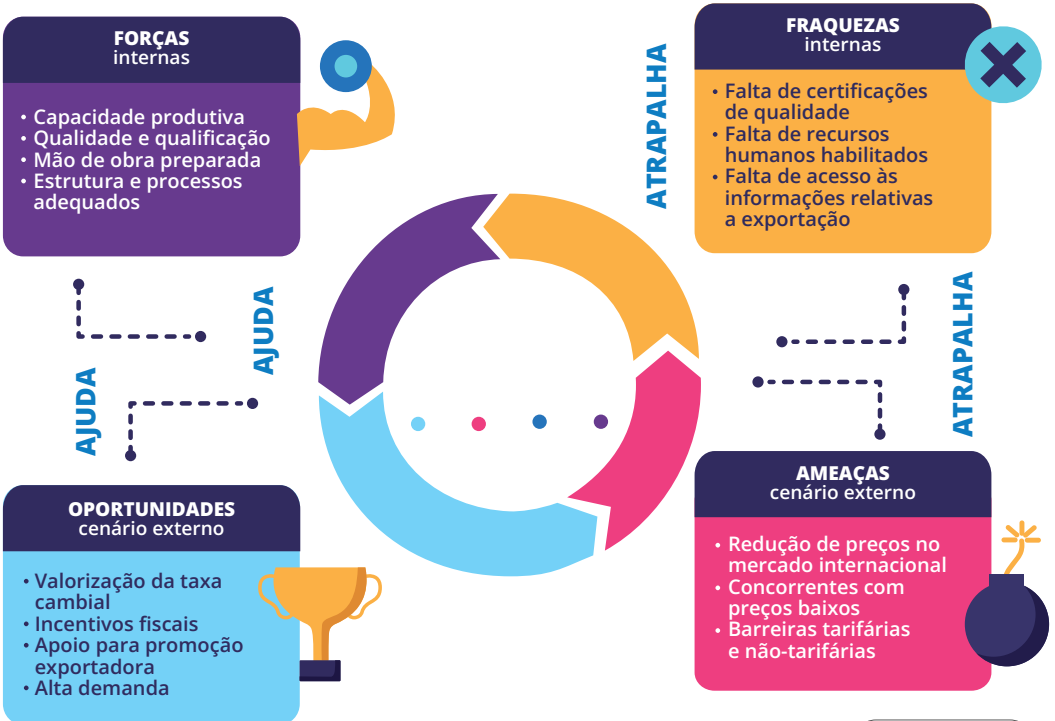 FORÇAS
internas
• Capacidade produtiva
• Qualidade e qualificação
• Mão de obra preparada
• Estrutura e processos
adequados
AJUDA
ATRAPALHA
FRAQUEZAS
internas
• Falta de certificações
de qualidade
• Falta de recursos
humanos habilitados
• Falta de acesso às
informações relativas
a exportação
AJUDA
ATRAPALHA
OPORTUNIDADES
cenário externo
• Valorização da taxa
cambial
• Incentivos fiscais
• Apoio para promoção
exportadora
• Alta demanda
AMEAÇAS
cenário externo
• Redução de preços no
mercado internacional
• Concorrentes com
preços baixos
• Barreiras tarifárias
e não-tarifárias